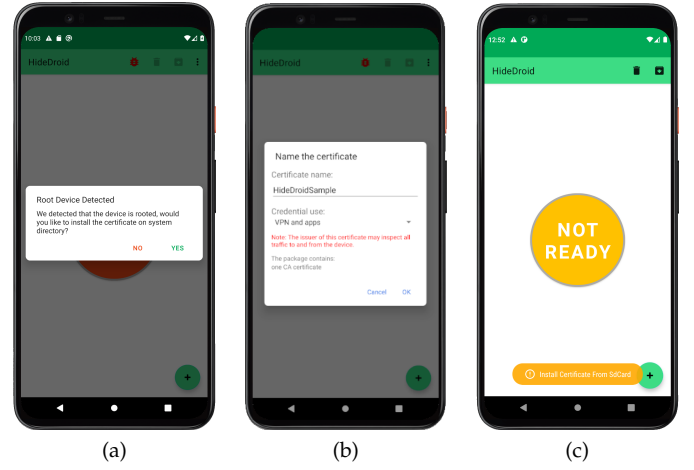 10:03
HideDroid
Root Device Detected
We detected that the device is rooted, would
you like to install the certificate on system
directory?
NO YES
+
(a)
HideDroid
Name the certificate
Certificate name:
HideDroidSample
Credential use:
VPN and apps
Note: The issuer of this certificate may inspect all
traffic to and from the device.
The package contains:
one CA certificate
Cancel OK
+
(b)
12:52
HideDroid
NOT
READY
Install Certificate From SdCard
+
(c)